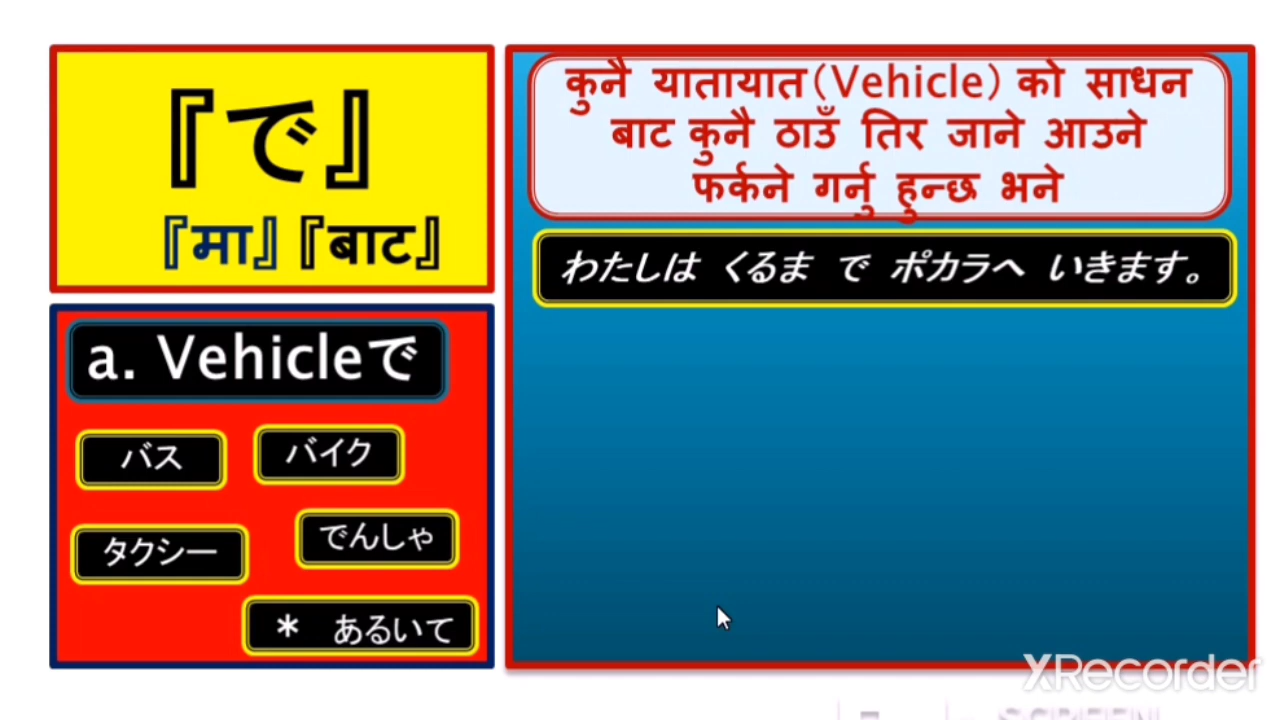 『で』
『मा』『बाट』
a. Vehicleで
バス
バイク
タクシー
でんしゃ
* あるいて
कुनै यातायात(Vehicle) को साधन
बाट कुनै ठाउँ तिर जाने आउने
फर्कने गर्नु हुन्छ भने
わたしは くるま で ポカラへ いきます。
XRecorder